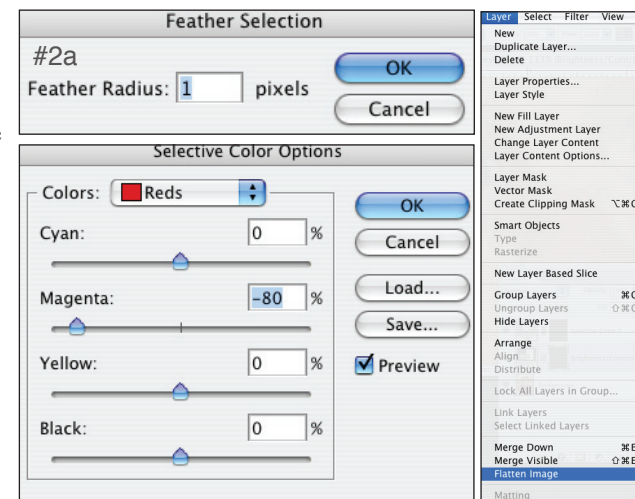 Feather Selection
#2a
Feather Radius: 1 pixels
OK
Cancel
Selective Color Options
Colors: Reds
Cyan: 0 %
Magenta: -80 %
Yellow: 0 %
Black: 0 %
OK
Cancel
Load...
Save...
Preview
Layer Select Filter View
New
Duplicate Layer...
Delete
Layer Properties...
Layer Style
New Fill Layer
New Adjustment Layer
Change Layer Content
Layer Content Options...
Layer Mask
Vector Mask
Create Clipping Mask ⌥⌘G
Smart Objects
Type
Rasterize
New Layer Based Slice
Group Layers ⌘G
Ungroup Layers ⇧⌘G
Hide Layers
Arrange
Align
Distribute
Lock All Layers in Group...
Link Layers
Select Linked Layers
Merge Down ⌘E
Merge Visible ⇧⌘E
Flatten Image
Matting